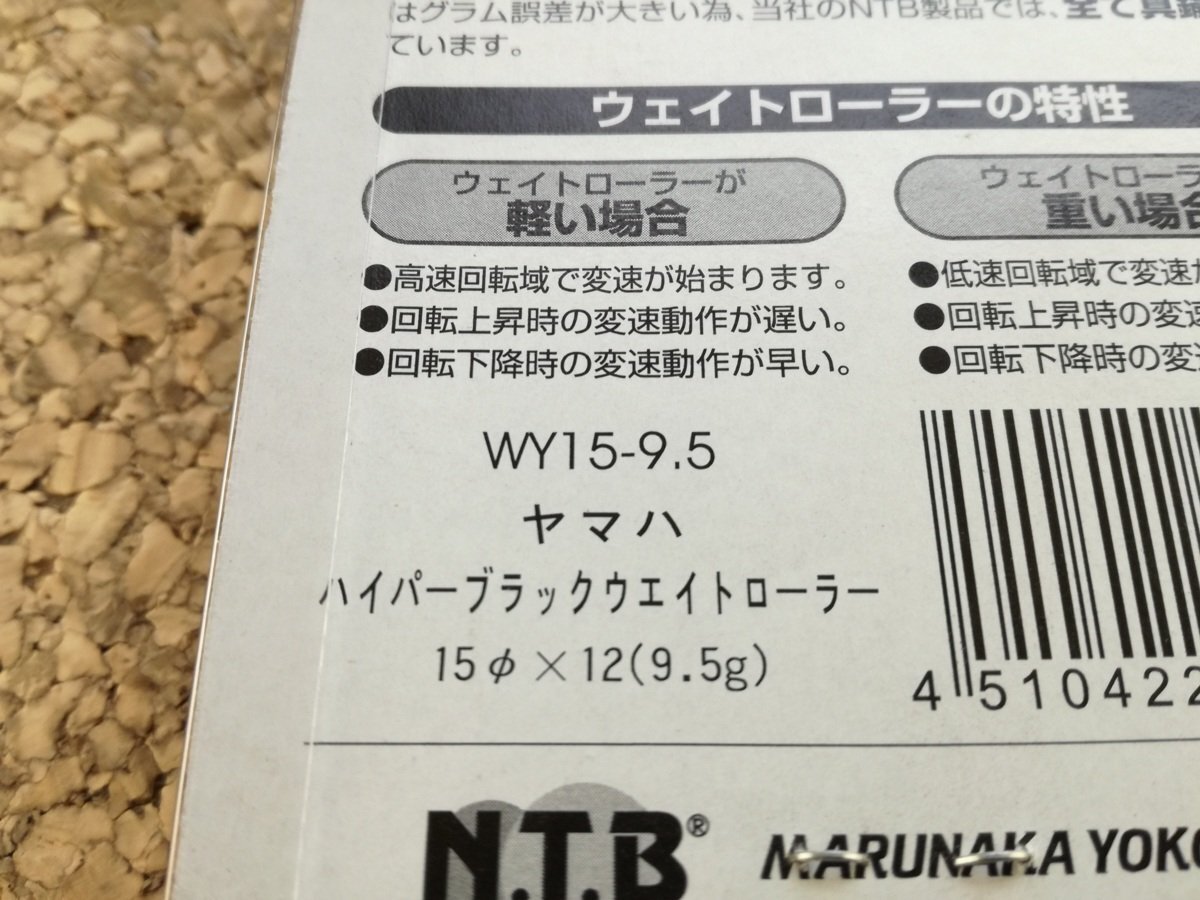 はグラム誤差が大きい為、当社のNTB製品では、全て真鍮
ています。
ウェイトローラーの特性
ウェイトローラーが
軽い場合
●高速回転域で変速が始まります。
●回転上昇時の変速動作が遅い。
●回転下降時の変速動作が早い。
ウェイトローラ
重い場合
●低速回転域で変速
●回転上昇時の変速
●回転下降時の変速
WY15-9.5
ヤマハ
ハイパーブラックウエイトローラー
15φ×12(9.5g)
4 510422
N.T.B®
MARUNAKA YOKO